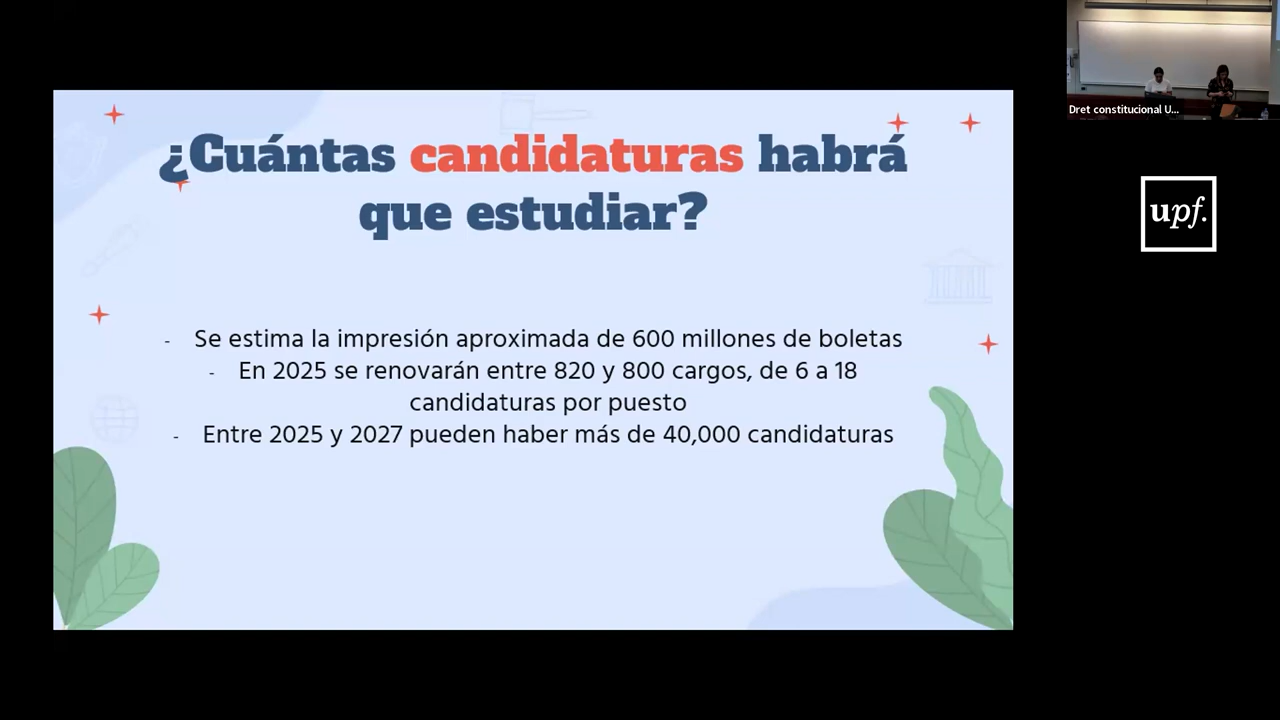 ¿Cuántas candidaturas habrá
que estudiar?
- Se estima la impresión aproximada de 600 millones de boletas
- En 2025 se renovarán entre 820 y 800 cargos, de 6 a 18
candidaturas por puesto
- Entre 2025 y 2027 pueden haber más de 40,000 candidaturas
Dret constitucional U...
upf.